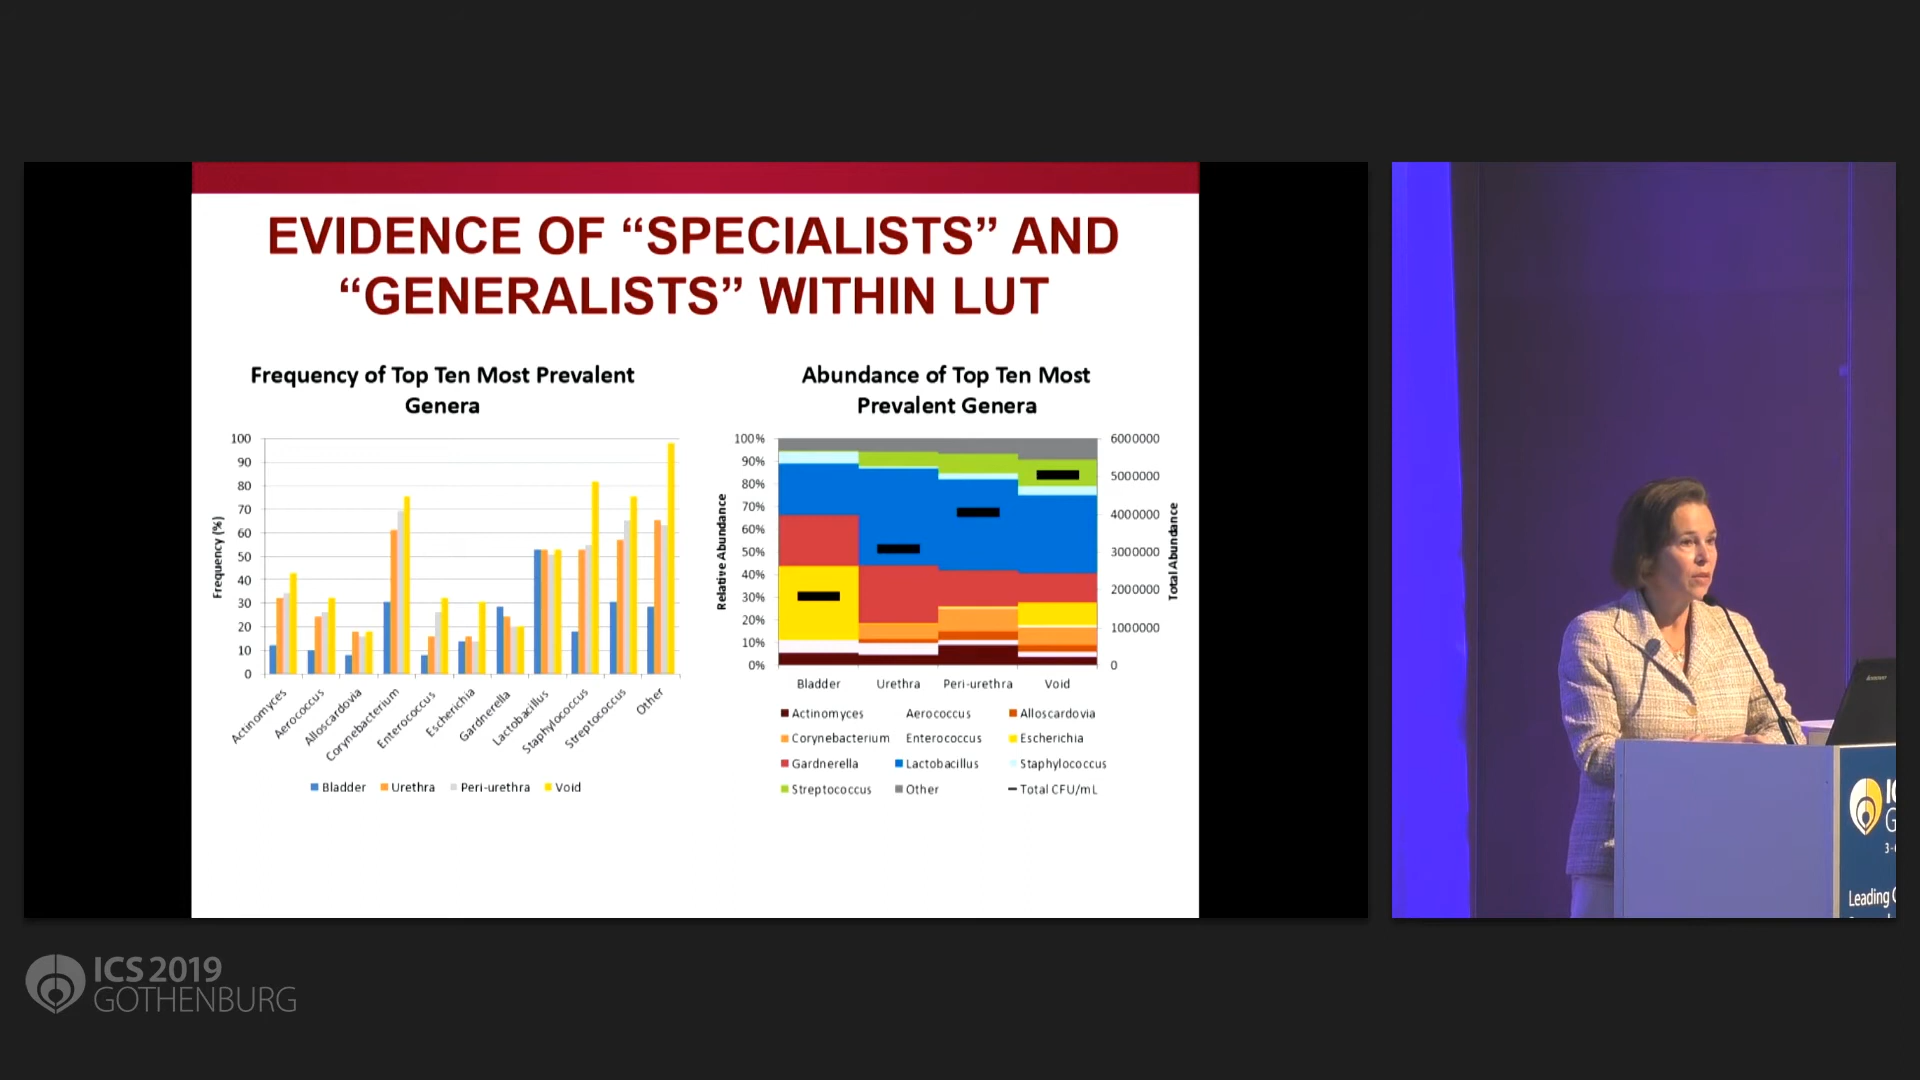 EVIDENCE OF “SPECIALISTS” AND
“GENERALISTS” WITHIN LUT
Frequency of Top Ten Most Prevalent
Genera
Frequency (%)
100
90
80
70
60
50
40
30
20
10
0
Actinomyces
Aerococcus
Alloscardovia
Corynebacterium
Enterococcus
Escherichia
Gardnerella
Lactobacillus
Staphylococcus
Streptococcus
Other
Bladder Urethra Peri-urethra Void
Abundance of Top Ten Most
Prevalent Genera
Relative Abundance
100%
90%
80%
70%
60%
50%
40%
30%
20%
10%
0%
6000000
5000000
4000000
3000000
2000000
1000000
0
Total Abundance
Bladder Urethra Peri-urethra Void
Actinomyces Aerococcus Alloscardovia
Corynebacterium Enterococcus Escherichia
Gardnerella Lactobacillus Staphylococcus
Streptococcus Other Total CFU/mL
lenovo
IC
G
3-
Leading
ICS 2019
GOTHENBURG